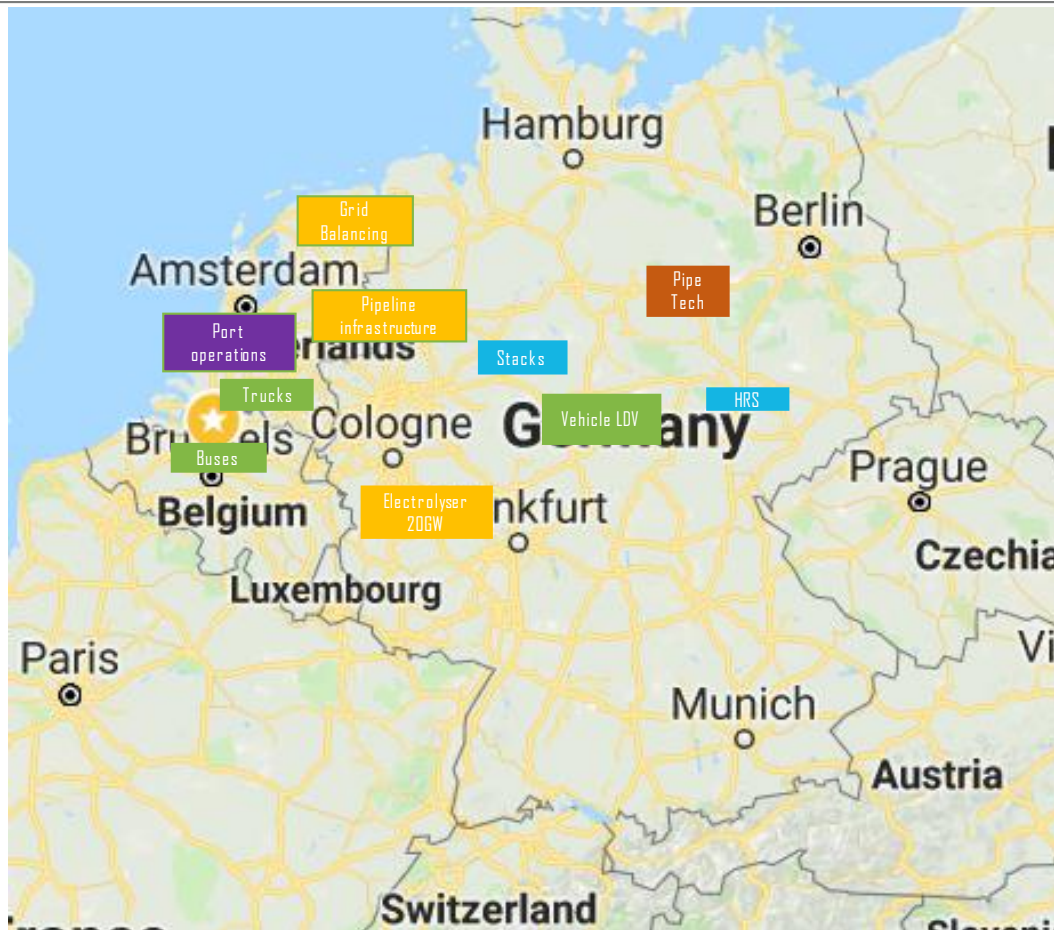 Hamburg
Berlin
Grid
Balancing
Amsterdam
Pipe
Tech
Pipeline
infrastructure
Port
operations
erlands
Stacks
Trucks
HRS
Vehicle LDV
Bru els
Cologne
G any
Buses
Prague
Belgium
Electrolyser
20GW
nkfurt
Czechia
Luxembourg
Paris
Vi
Munich
Austria
Switzerland